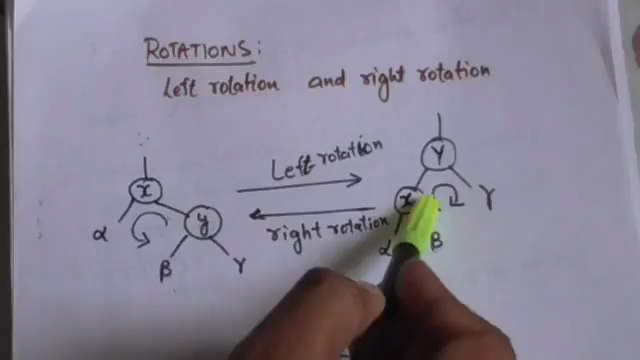 ROTATIONS:
Left rotation and right rotation
Left rotation
right rotation
x
α
y
β
γ
Y
x
γ
α
β